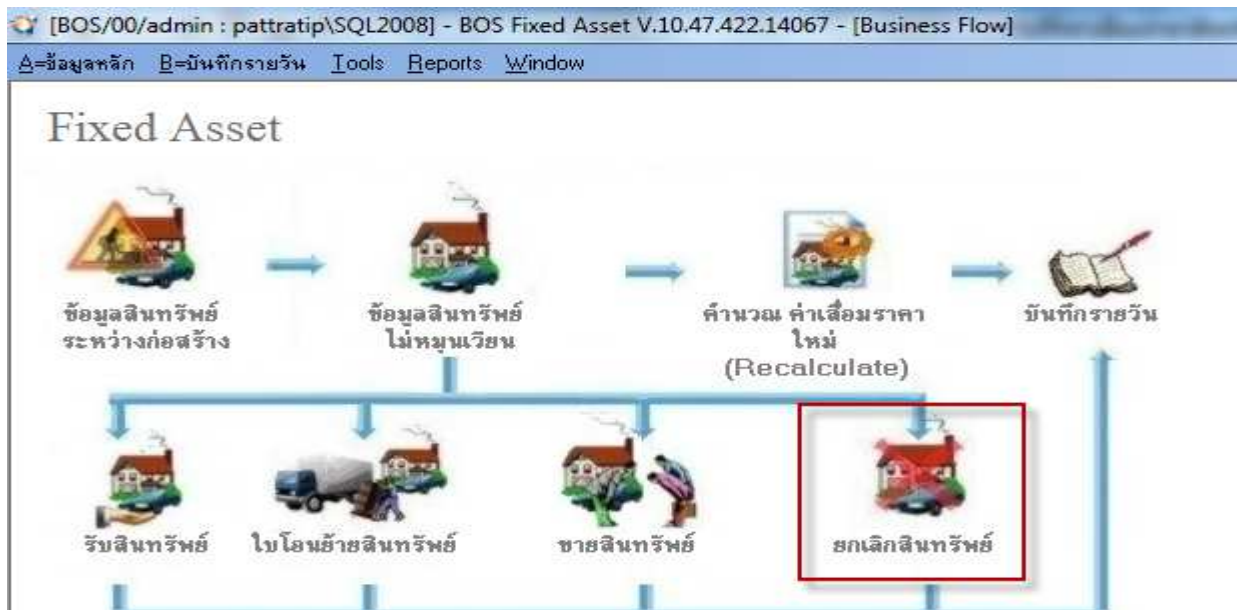 [BOS/00/admin : pattratip\SQL2008] - BOS Fixed Asset V.10.47.422.14067 - [Business Flow]
A=ข้อมูลหลัก B=บันทึกรายวัน Tools Reports Window
Fixed Asset
ข้อมูลสินทรัพย์
ระหว่างก่อสร้าง
ข้อมูลสินทรัพย์
ไม่หมุนเวียน
คำนวณ ค่าเสื่อมราคา
ใหม่
(Recalculate)
บันทึกรายวัน
รับสินทรัพย์
ใบโอนย้ายสินทรัพย์
ขายสินทรัพย์
ยกเลิกสินทรัพย์